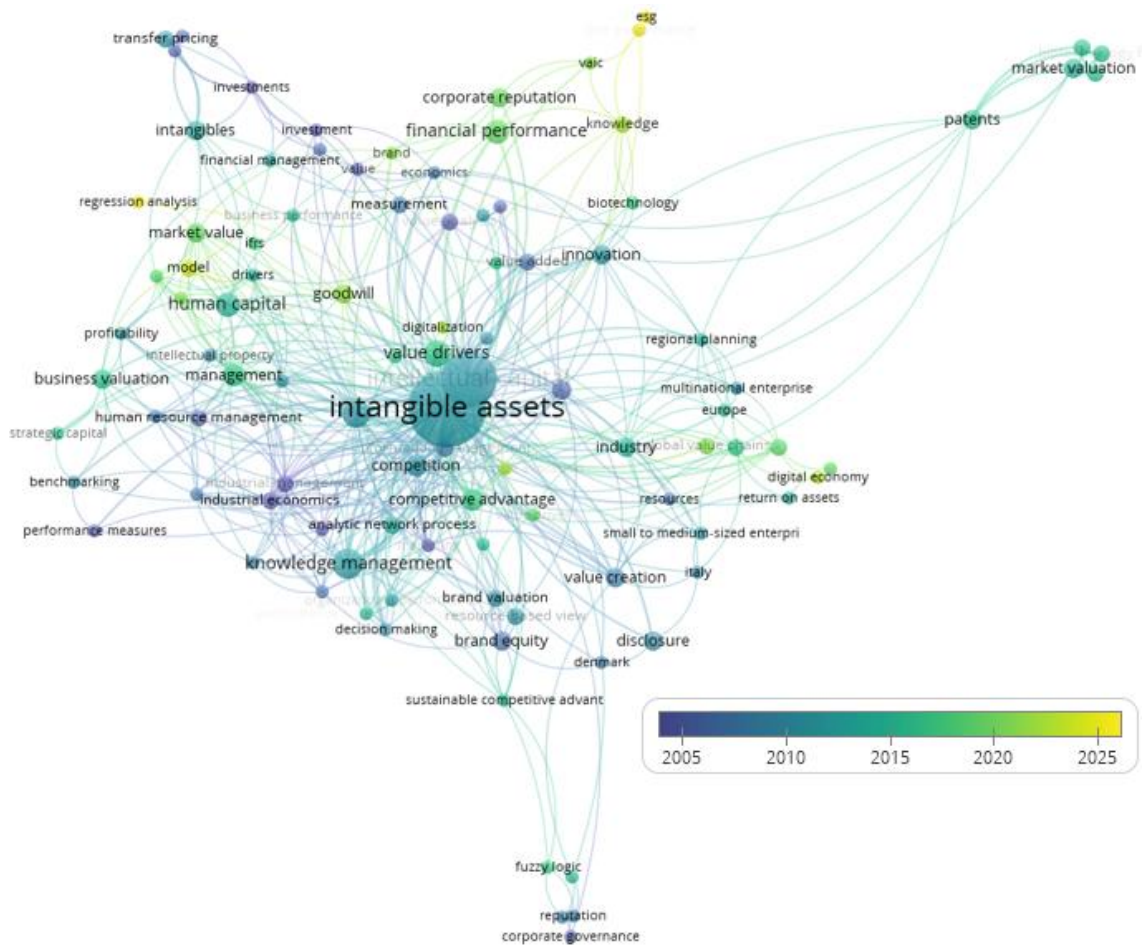 esg
transfer pricing
vaic
market valuation
investments
corporate reputation
patents
intangibles
investment
financial performance
knowledge
financial management
brand
value
economics
regression analysis
measurement
biotechnology
business performance
market value
ifrs
innovation
value added
model
drivers
human capital
goodwill
profitability
digitalization
regional planning
intellectual property
value drivers
business valuation
management
multinational enterprise
intangible assets
europe
human resource management
strategic capital
industry
global value chains
competition
digital economy
benchmarking
industrial management
industrial economics
competitive advantage
resources
return on assets
performance measures
analytic network process
small to medium-sized enterpri
knowledge management
value creation
italy
brand valuation
resource-based view
decision making
brand equity
disclosure
denmark
sustainable competitive advant
2005
2010
2015
2020
2025
fuzzy logic
reputation
corporate governance